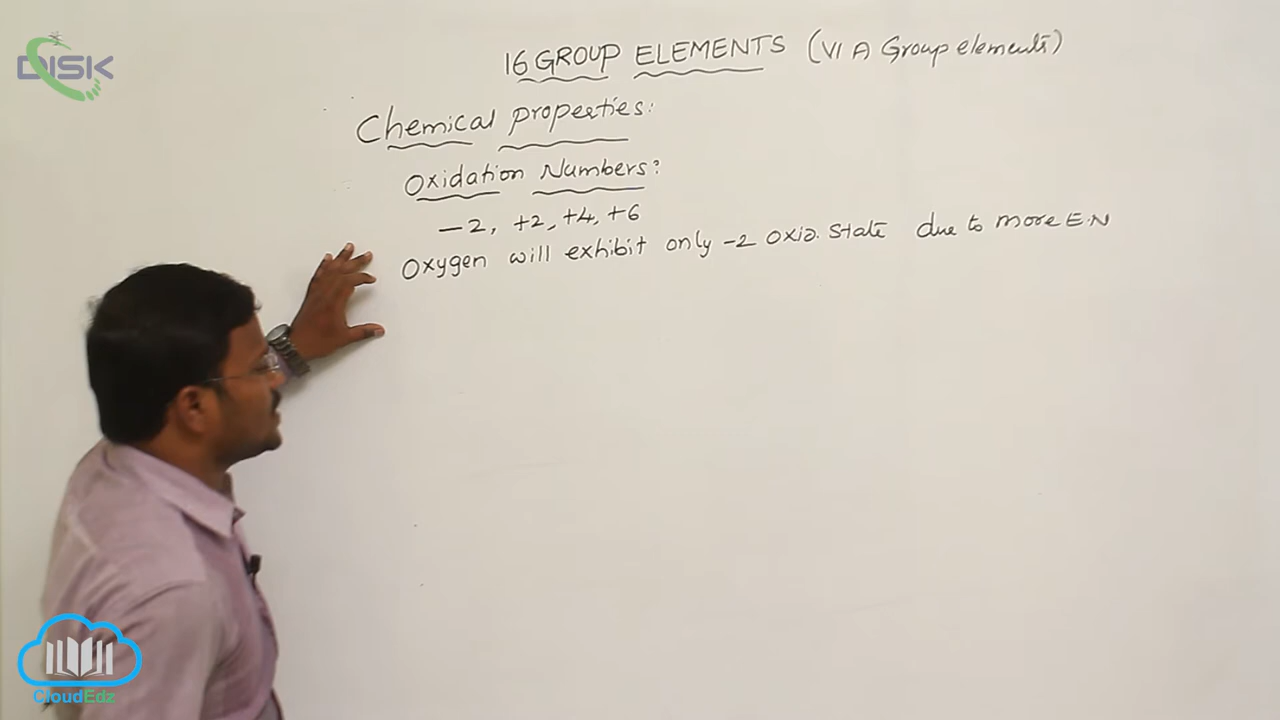 DISK
16 GROUP ELEMENTS (VI A Group elements)
Chemical properties:
Oxidation Numbers:
-2, +2, +4, +6
Oxygen will exhibit only -2 oxid. state due to more E.N
CloudEdz